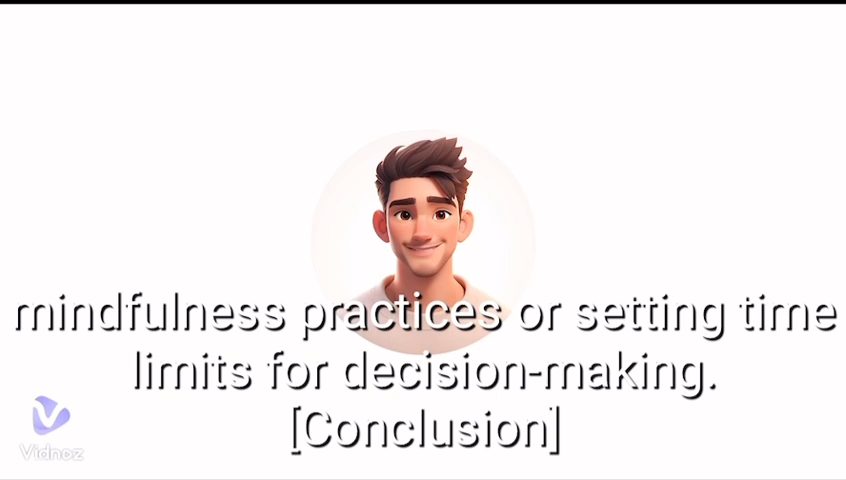 mindfulness practices or setting time
limits for decision-making.
[Conclusion]
Vidnoz